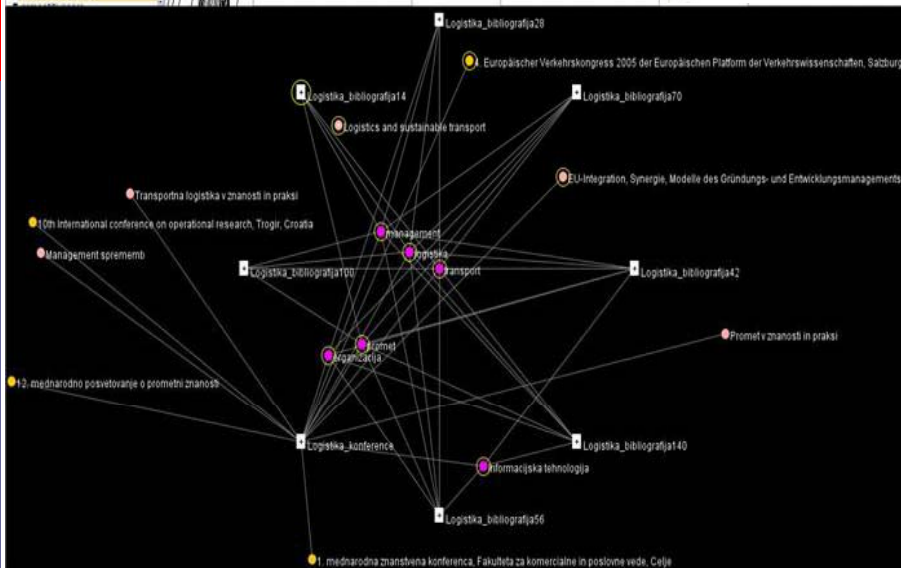 Logistika_bibliografija28
4. Europäischer Verkehrskongress 2005 der Europäischen Platform der Verkehrswissenschaften, Salzburg
Logistika_bibliografija14
Logistika_bibliografija70
Logistics and sustainable transport
EU-Integration, Synergie, Modelle des Gründungs- und Entwicklungsmanagements
Transportna logistika v znanosti in praksi
10th International conference on operational research, Trogir, Croatia
management
Management sprememb
logistika
Logistika_bibliografija100
transport
Logistika_bibliografija42
Promet v znanosti in praksi
promet
organizacija
mednarodno posvetovanje o prometni znanosti
Logistika_konference
Logistika_bibliografija140
informacijska tehnologija
Logistika_bibliografija56
1. mednarodna znanstvena konferenca, Fakulteta za komercialne in poslovne vede, Celje